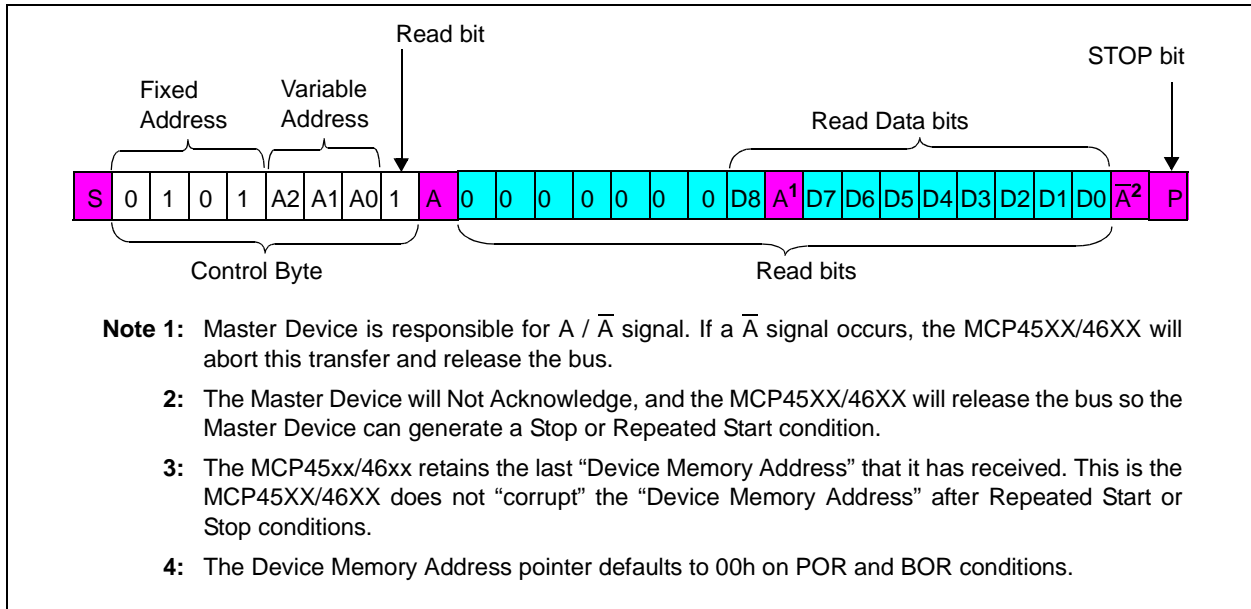 Read bit
STOP bit
Fixed Address
Variable Address
Read Data bits
S 0 1 0 1 A2 A1 A0 1 A 0 0 0 0 0 0 0 D8 A¹ D7 D6 D5 D4 D3 D2 D1 D0 A̅² P
Control Byte
Read bits
Note 1: Master Device is responsible for A / A̅ signal. If a A̅ signal occurs, the MCP45XX/46XX will
abort this transfer and release the bus.
2: The Master Device will Not Acknowledge, and the MCP45XX/46XX will release the bus so the
Master Device can generate a Stop or Repeated Start condition.
3: The MCP45xx/46xx retains the last “Device Memory Address” that it has received. This is the
MCP45XX/46XX does not “corrupt” the “Device Memory Address” after Repeated Start or
Stop conditions.
4: The Device Memory Address pointer defaults to 00h on POR and BOR conditions.